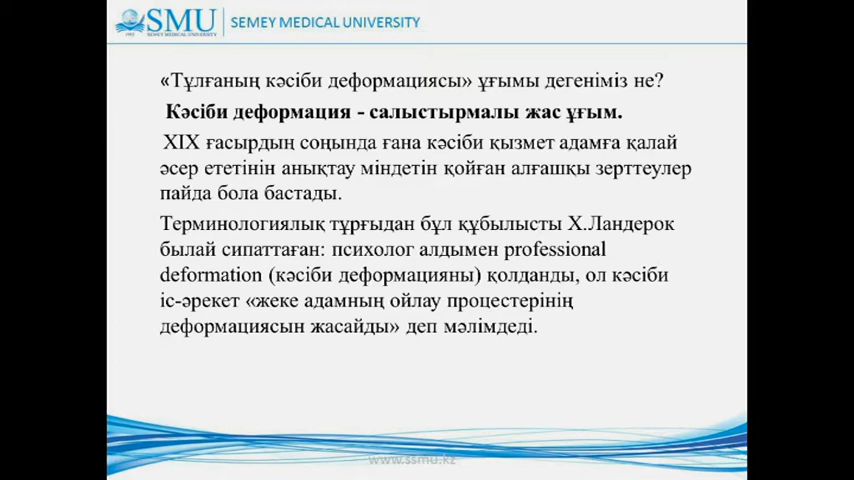 SMU
SEMEY MEDICAL UNIVERSITY
SEMEY MEDICAL UNIVERSITY
«Тұлғаның кәсіби деформациясы» ұғымы дегеніміз не?
Кәсіби деформация - салыстырмалы жас ұғым.
XIX ғасырдың соңында ғана кәсіби қызмет адамға қалай
әсер ететінін анықтау міндетін қойған алғашқы зерттеулер
пайда бола бастады.
Терминологиялық тұрғыдан бұл құбылысты Х.Ландерок
былай сипаттаған: психолог алдымен professional
deformation (кәсіби деформацияны) қолданды, ол кәсіби
іс-әрекет «жеке адамның ойлау процестерінің
деформациясын жасайды» деп мәлімдеді.
www.ssmu.kz